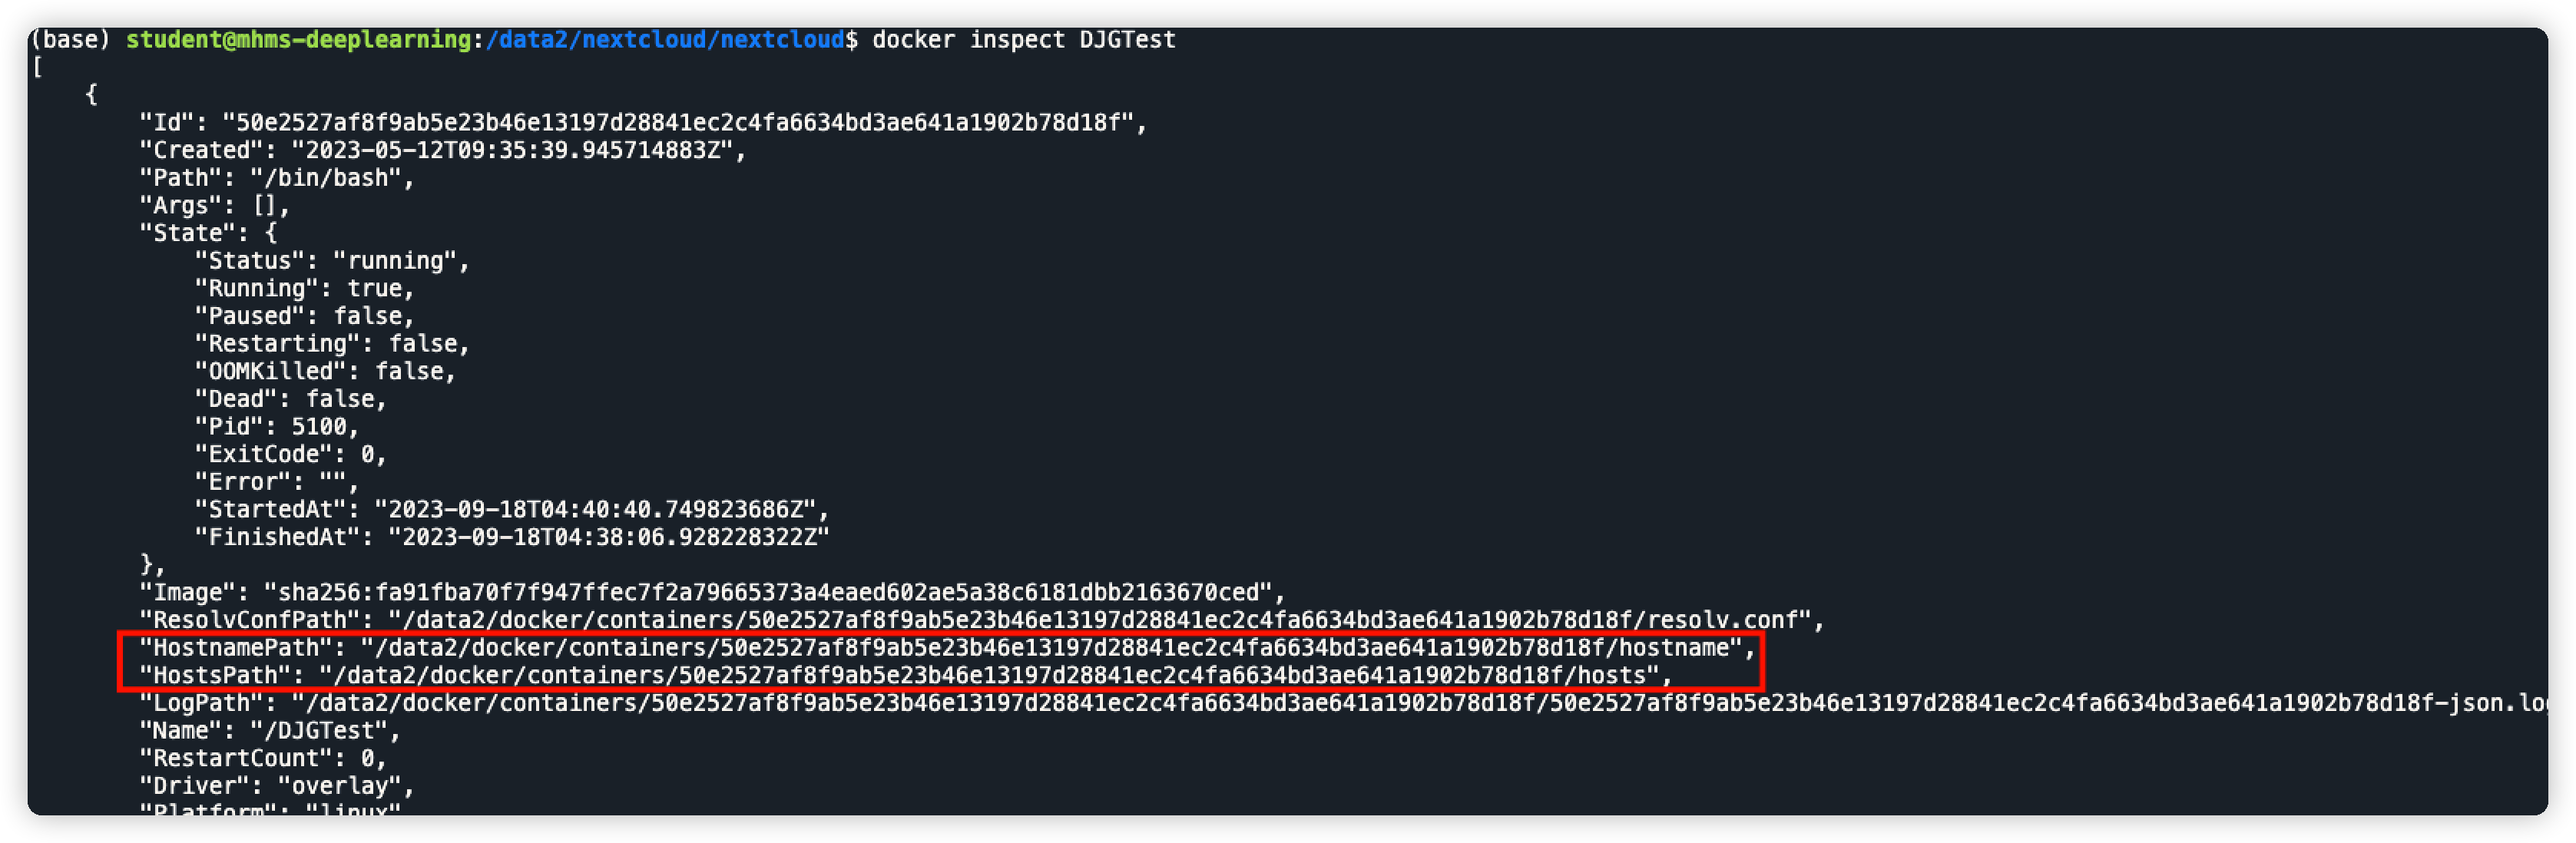 (base) student@mhms-deeplearning:/data2/nextcloud/nextcloud$ docker inspect DJGTest
[
    {
        "Id": "50e2527af8f9ab5e23b46e13197d28841ec2c4fa6634bd3ae641a1902b78d18f",
        "Created": "2023-05-12T09:35:39.945714883Z",
        "Path": "/bin/bash",
        "Args": [],
        "State": {
            "Status": "running",
            "Running": true,
            "Paused": false,
            "Restarting": false,
            "OOMKilled": false,
            "Dead": false,
            "Pid": 5100,
            "ExitCode": 0,
            "Error": "",
            "StartedAt": "2023-09-18T04:40:40.749823686Z",
            "FinishedAt": "2023-09-18T04:38:06.928228322Z"
        },
        "Image": "sha256:fa91fba70f7f947ffec7f2a79665373a4eaed602ae5a38c6181dbb2163670ced",
        "ResolvConfPath": "/data2/docker/containers/50e2527af8f9ab5e23b46e13197d28841ec2c4fa6634bd3ae641a1902b78d18f/resolv.conf",
        "HostnamePath": "/data2/docker/containers/50e2527af8f9ab5e23b46e13197d28841ec2c4fa6634bd3ae641a1902b78d18f/hostname",
        "HostsPath": "/data2/docker/containers/50e2527af8f9ab5e23b46e13197d28841ec2c4fa6634bd3ae641a1902b78d18f/hosts",
        "LogPath": "/data2/docker/containers/50e2527af8f9ab5e23b46e13197d28841ec2c4fa6634bd3ae641a1902b78d18f/50e2527af8f9ab5e23b46e13197d28841ec2c4fa6634bd3ae641a1902b78d18f-json.log
        "Name": "/DJGTest",
        "RestartCount": 0,
        "Driver": "overlay",
        "Platform": "linux"